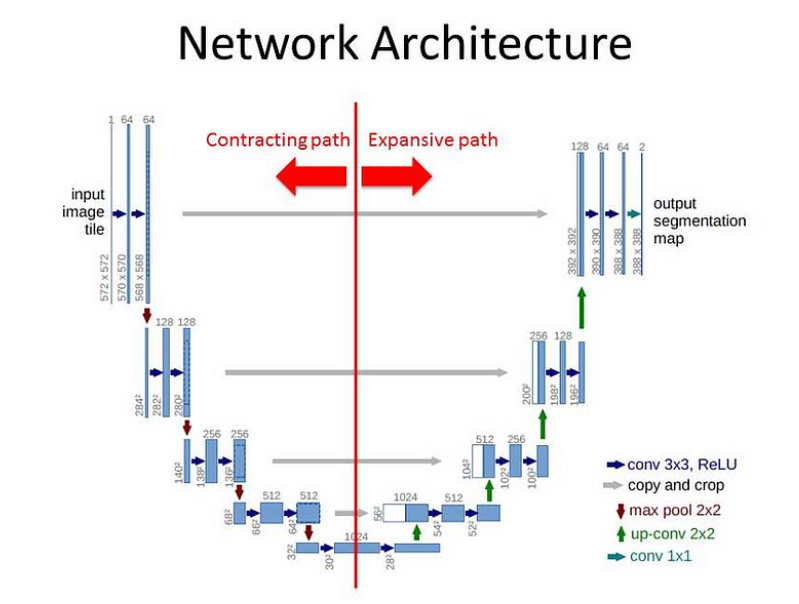 Network Architecture
Contracting path
Expansive path
1 64 64
128 64 64 2
input
image
tile
output
segmentation
map
572 x 572
570 x 570
568 x 568
392 x 392
390 x 390
388 x 388
388 x 388
128 128
256 128
284²
282²
280²
200²
198²
196²
256 256
512 256
140²
138²
136²
104²
102²
100²
512 512
1024 512
68²
66²
64²
56²
54²
52²
1024
32²
30²
28²
conv 3x3, ReLU
copy and crop
max pool 2x2
up-conv 2x2
conv 1x1